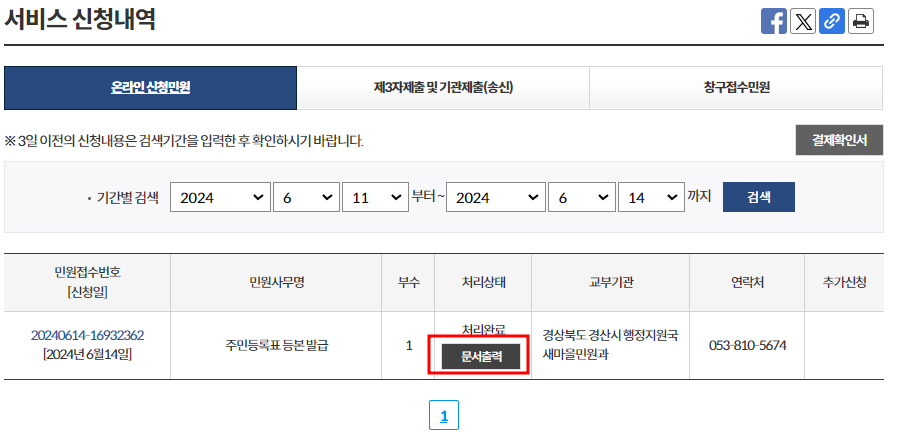 서비스 신청내역
온라인 신청민원 제3자제출 및 기관제출(송신) 창구접수민원
※ 3일 이전의 신청내용은 검색기간을 입력한 후 확인하시기 바랍니다. 결제확인서
· 기간별 검색 2024 6 11 부터 ~ 2024 6 14 까지 검색
민원접수번호 민원사무명 부수 처리상태 교부기관 연락처 추가신청
[신청일]
20240614-16932362 주민등록표 등본 발급 1 처리완료 경상북도 경산시 행정지원국 053-810-5674
[2024년 6월14일] 문서출력 새마을민원과
1